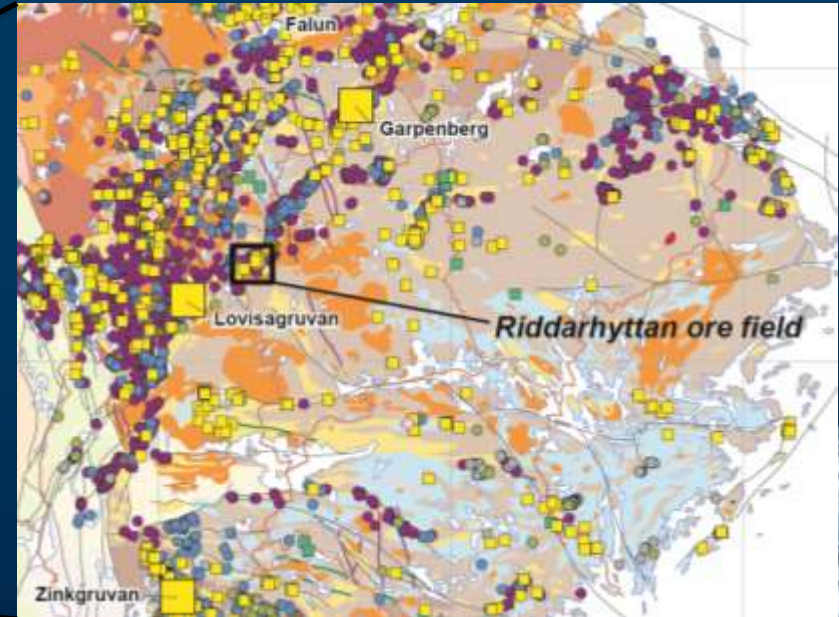 Falun
Garpenberg
Lovisagruvan
Riddarhyttan ore field
Zinkgruvan